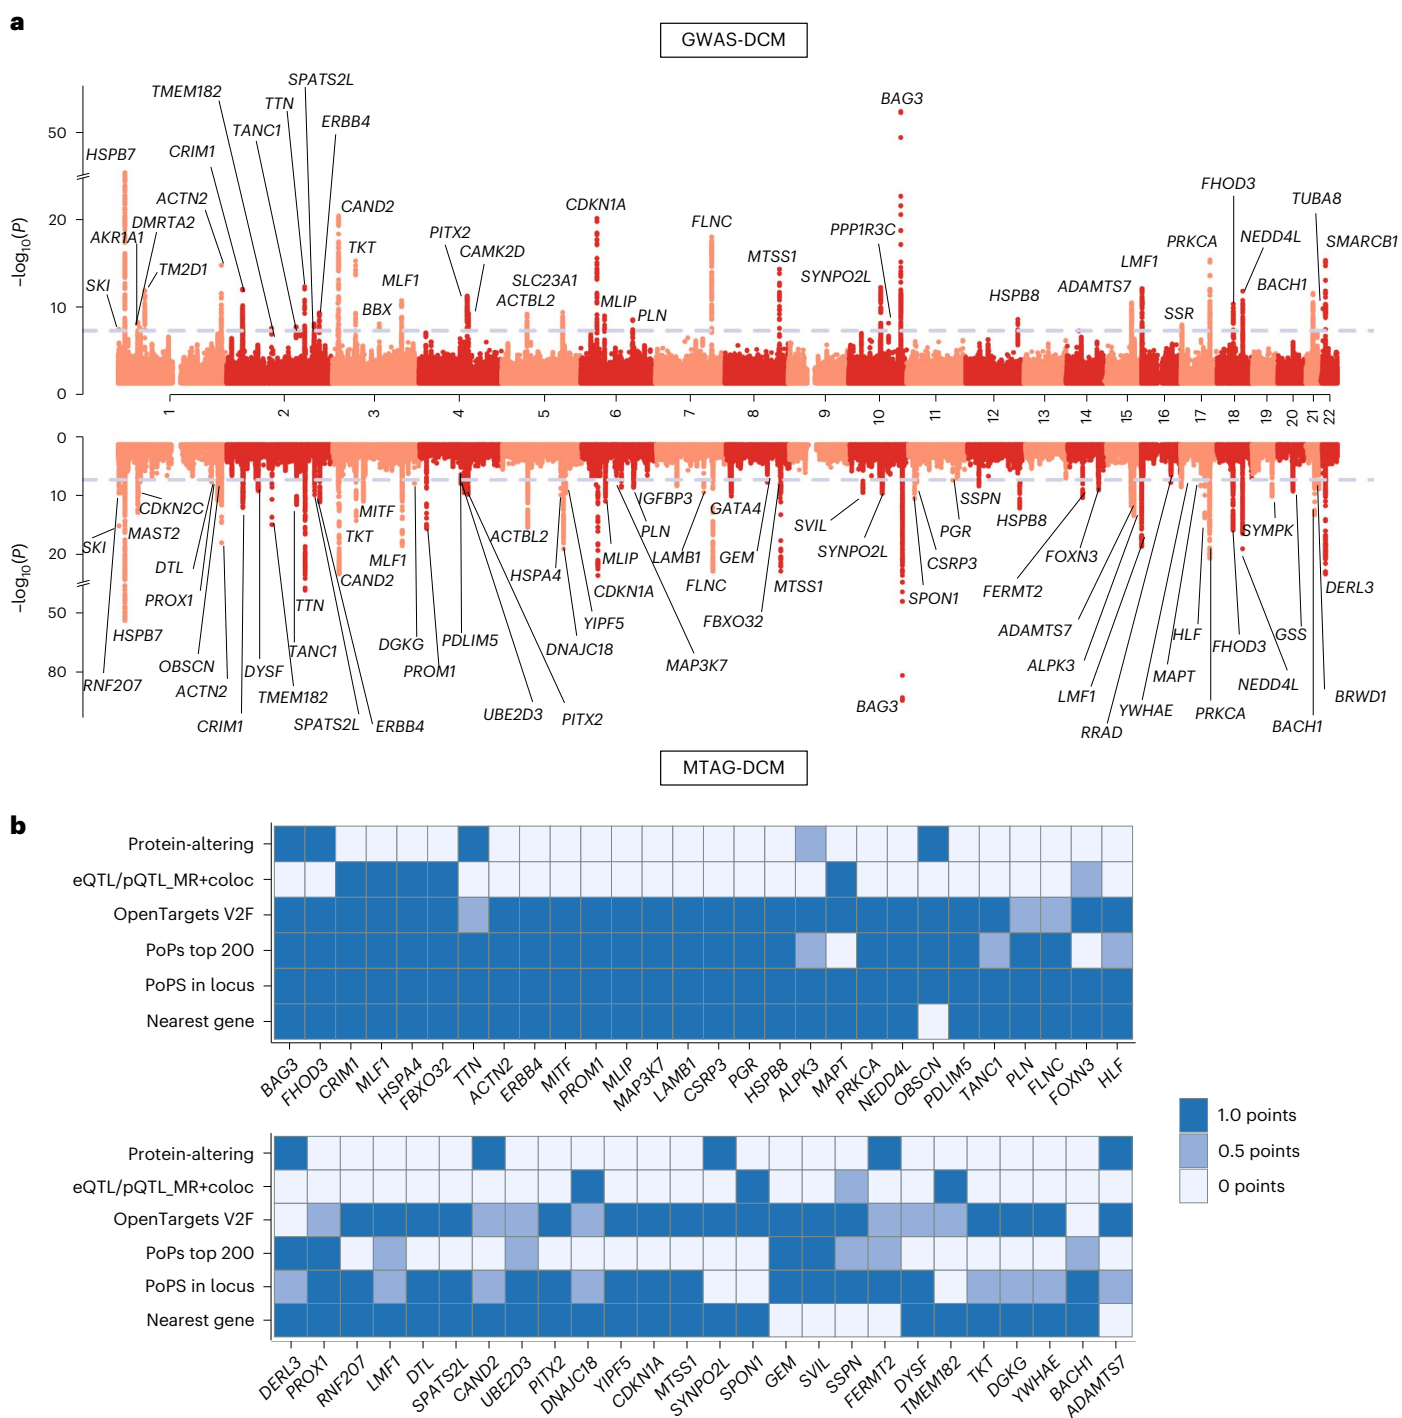 a
GWAS-DCM
SPATS2L
TMEM182
TTN
BAG3
TANC1
ERBB4
50
HSPB7
CRIM1
FHOD3
ACTN2
TUBA8
CAND2
CDKN1A
20
DMRTA2
FLNC
PITX2
PPP1R3C
AKR1A1
TKT
CAMK2D
PRKCA
NEDD4L
SMARCB1
MTSS1
LMF1
TM2D1
SYNPO2L
SKI
MLF1
SLC23A1
ADAMTS7
BACH1
ACTBL2
MLIP
HSPB8
10
BBX
PLN
SSR
–log10(P)
0
1 2 3 4 5 6 7 8 9 10 11 12 13 14 15 16 17 18 19 20 21 22
0
10
CDKN2C
MITF
IGFBP3
GATA4
SSPN
SKI
MAST2
TKT
ACTBL2
PLN
SVIL
PGR
HSPB8
SYMPK
20
DTL
MLF1
HSPA4
MLIP
LAMB1
GEM
SYNPO2L
CSRP3
FOXN3
–log10(P)
PROX1
CAND2
CDKN1A
FLNC
MTSS1
SPON1
FERMT2
DERL3
50
HSPB7
TTN
YIPF5
FBXO32
ADAMTS7
HLF
GSS
OBSCN
TANC1
DGKG
PDLIM5
DNAJC18
MAP3K7
ALPK3
FHOD3
80
RNF207
ACTN2
DYSF
PROM1
MAPT
NEDD4L
TMEM182
LMF1
BRWD1
CRIM1
SPATS2L
ERBB4
UBE2D3
PITX2
BAG3
RRAD
YWHAE
PRKCA
BACH1
MTAG-DCM
b
Protein-altering
eQTL/pQTL_MR+coloc
OpenTargets V2F
PoPs top 200
PoPS in locus
Nearest gene
BAG3 FHOD3 CRIM1 MLF1 HSPA4 FBXO32 TTN ACTN2 ERBB4 MITF PROM1 MLIP MAP3K7 LAMB1 CSRP3 PGR HSPB8 ALPK3 MAPT PRKCA NEDD4L OBSCN PDLIM5 TANC1 PLN FLNC FOXN3 HLF
1.0 points
0.5 points
0 points
Protein-altering
eQTL/pQTL_MR+coloc
OpenTargets V2F
PoPs top 200
PoPS in locus
Nearest gene
DERL3 PROX1 RNF207 LMF1 DTL SPATS2L CAND2 UBE2D3 PITX2 DNAJC18 YIPF5 CDKN1A MTSS1 SYNPO2L SPON1 GEM SVIL SSPN FERMT2 DYSF TMEM182 TKT DGKG YWHAE BACH1 ADAMTS7